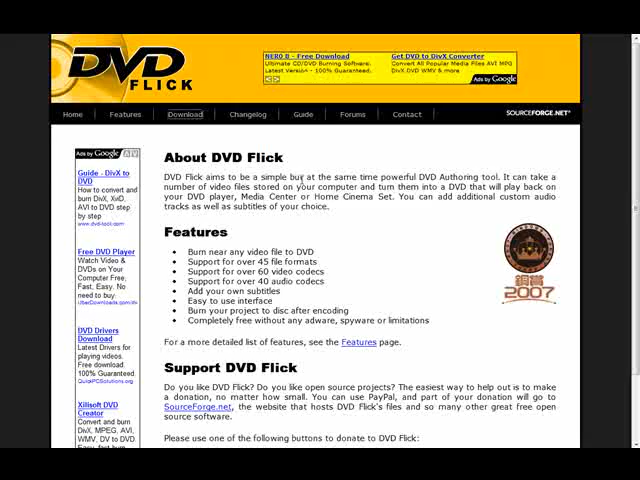 DVD
FLICK
NERO 8 - Free Download
Ultimate CD/DVD Burning Software.
Latest Version - 100% Guaranteed.
Get DVD to DivX Converter
Convert All Popular Media Files AVI MPG
DivX DVD WMV & more
Ads by Google
Home
Features
Download
Changelog
Guide
Forums
Contact
SOURCEFORGE.NET
Ads by Google
Guide - DivX to
DVD
How to convert
and burn DivX, XviD,
AVI to DVD step
by step
www.dvd-tool.com
Free DVD Player
Watch Video &
DVDs on Your
Computer Free,
Fast, Easy. No
need to buy.
DVD Drivers
Download
Latest Drivers for
playing videos.
Free download.
100% Guaranteed.
QuickPCSolutions.org
Xilisoft DVD
Creator
Convert and burn
DivX, MPEG, AVI,
WMV, DV to DVD.
Easy, fast burn
About DVD Flick
DVD Flick aims to be a simple but at the same time powerful DVD Authoring tool. It can take a
number of video files stored on your computer and turn them into a DVD that will play back on
your DVD player, Media Center or Home Cinema Set. You can add additional custom audio
tracks as well as subtitles of your choice.
Features
• Burn near any video file to DVD
• Support for over 45 file formats
• Support for over 60 video codecs
• Support for over 40 audio codecs
• Add your own subtitles
• Easy to use interface
• Burn your project to disc after encoding
• Completely free without any adware, spyware or limitations
銅賞
2007
For a more detailed list of features, see the Features page.
Support DVD Flick
Do you like DVD Flick? Do you like open source projects? The easiest way to help out is to make
a donation, no matter how small. You can use PayPal, and part of your donation will go to
SourceForge.net, the website that hosts DVD Flick's files and so many other great free open
source software.
Please use one of the following buttons to donate to DVD Flick: